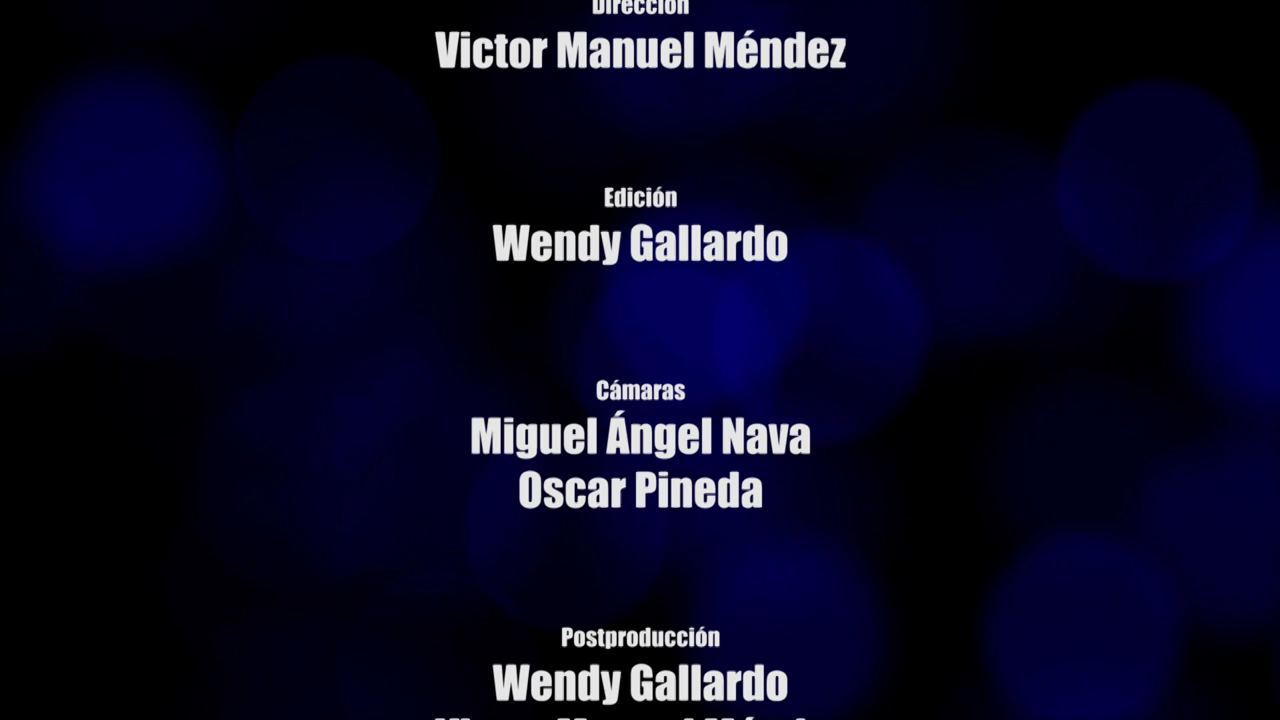 Dirección
Victor Manuel Méndez
Edición
Wendy Gallardo
Cámaras
Miguel Ángel Nava
Oscar Pineda
Postproducción
Wendy Gallardo